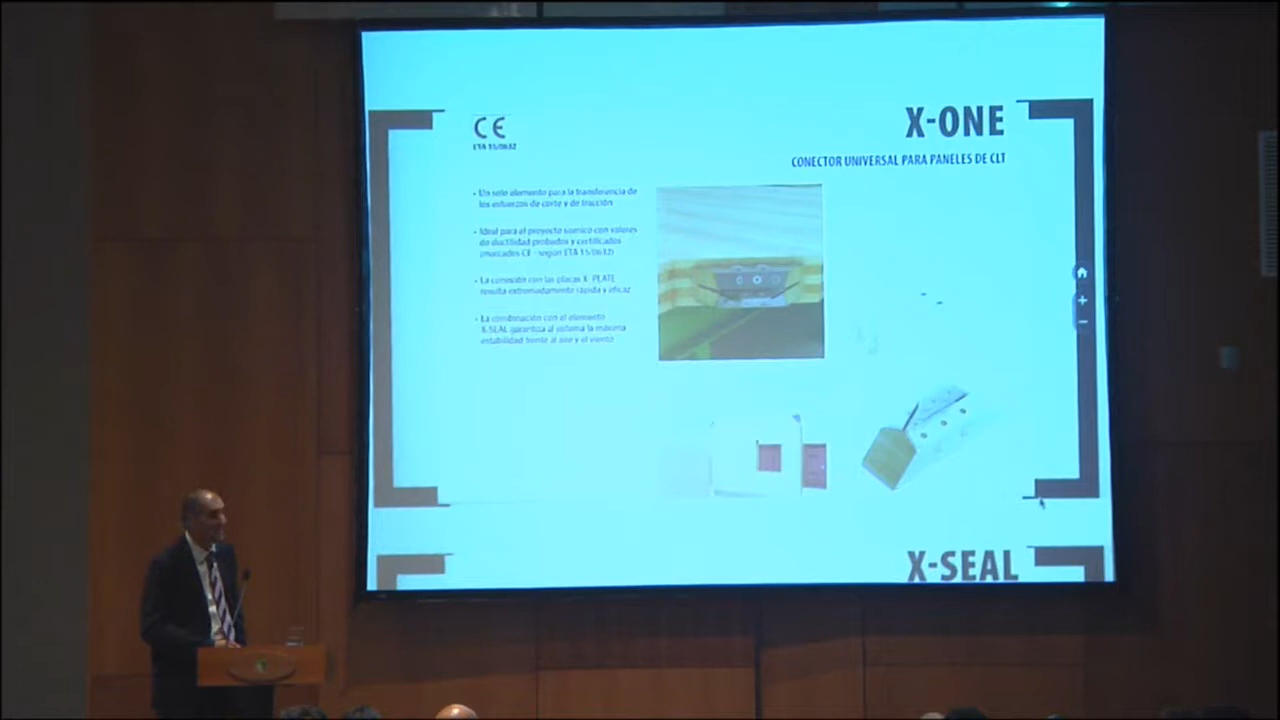 CE
ETA 15/0632
X-ONE
CONECTOR UNIVERSAL PARA PANELES DE CLT
• Un solo elemento para la transferencia de
los esfuerzos de corte y de tracción
• Ideal para el proyecto sísmico con valores
de ductilidad probados y certificados
(marcados CE - según ETA 15/0632)
• La conexión con las placas X-PLATE
resulta extremadamente rápida y eficaz
• La combinación con el elemento
X-SEAL garantiza al sistema la máxima
estabilidad frente al aire y el viento
X-SEAL